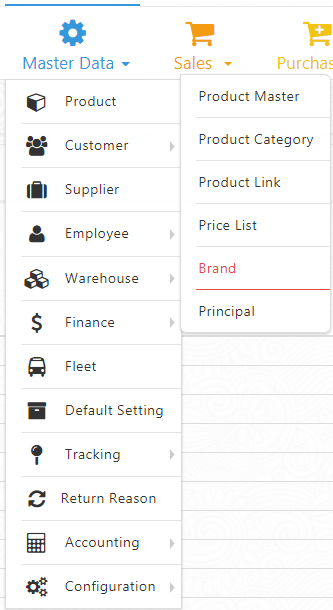 Master Data Sales Purchas
Product
Customer
Supplier
Employee
Warehouse
Finance
Fleet
Default Setting
Tracking
Return Reason
Accounting
Configuration
Product Master
Product Category
Product Link
Price List
Brand
Principal